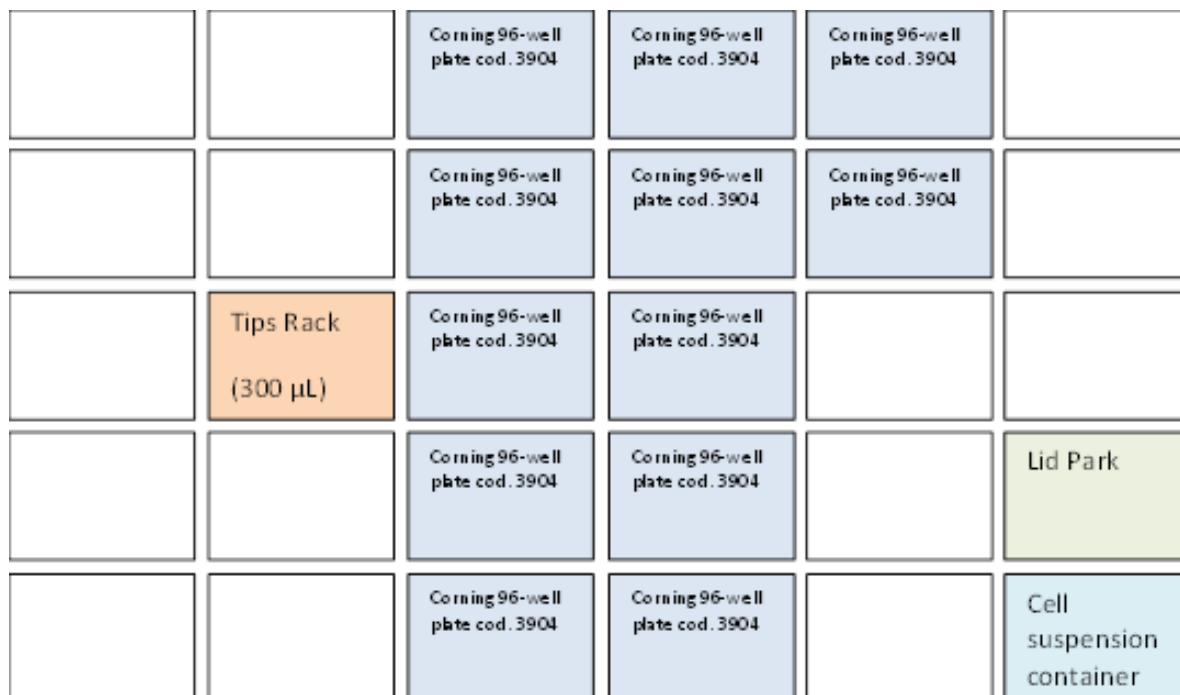 Corning 96-well
plate cod. 3904
Corning 96-well
plate cod. 3904
Corning 96-well
plate cod. 3904
Corning 96-well
plate cod. 3904
Corning 96-well
plate cod. 3904
Corning 96-well
plate cod. 3904
Tips Rack
(300 µL)
Corning 96-well
plate cod. 3904
Corning 96-well
plate cod. 3904
Corning 96-well
plate cod. 3904
Corning 96-well
plate cod. 3904
Lid Park
Corning 96-well
plate cod. 3904
Corning 96-well
plate cod. 3904
Cell
suspension
container